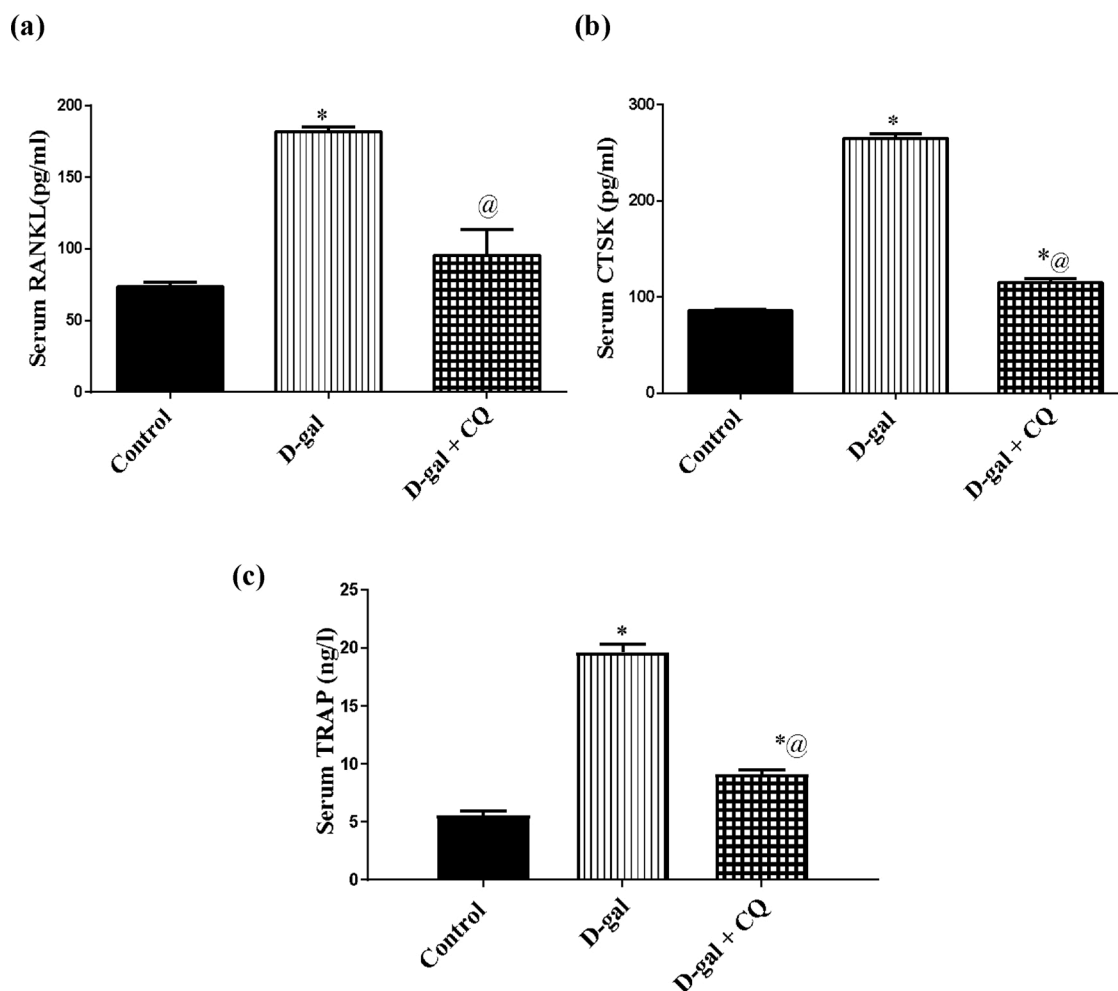 (a)
Serum RANKL(pg/ml)
200
150
100
50
0
*
@
Control
D-gal
D-gal + CQ
(b)
Serum CTSK (pg/ml)
300
200
100
0
*
*@
Control
D-gal
D-gal + CQ
(c)
Serum TRAP (ng/l)
25
20
15
10
5
0
*
*@
Control
D-gal
D-gal + CQ